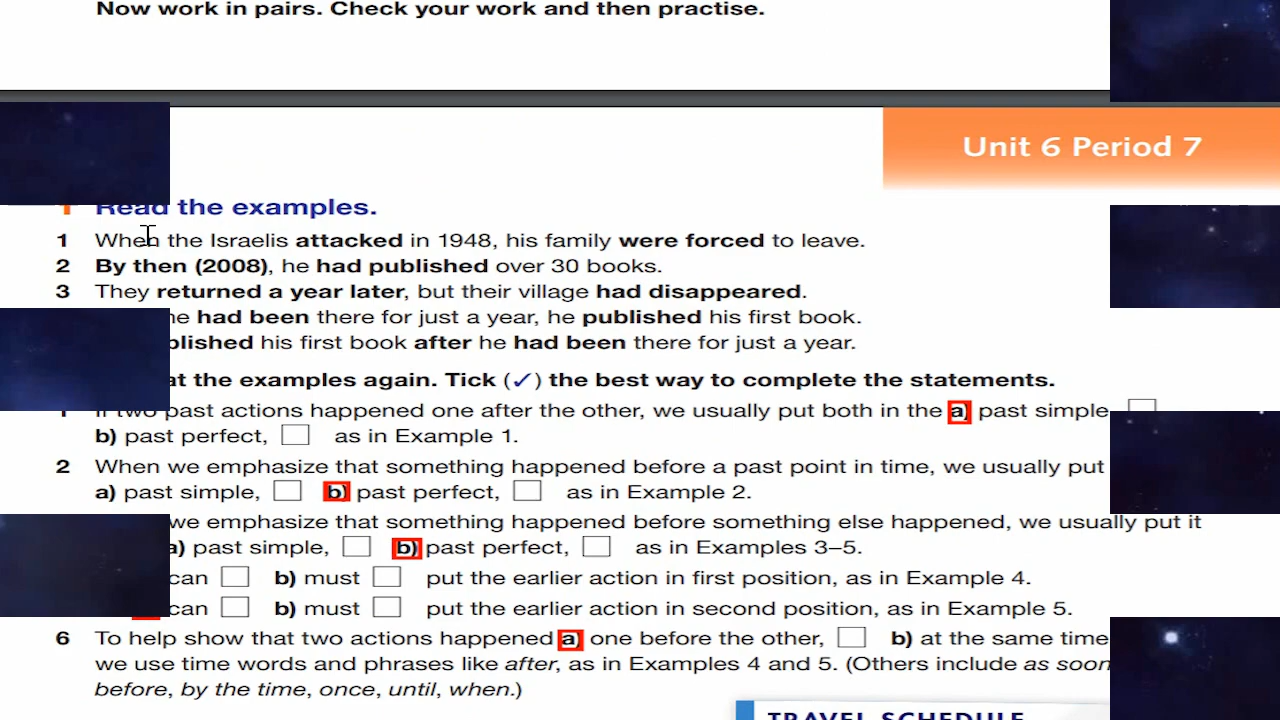 Now work in pairs. Check your work and then practise.
Unit 6 Period 7
1 Read the examples.
1 When the Israelis attacked in 1948, his family were forced to leave.
2 By then (2008), he had published over 30 books.
3 They returned a year later, but their village had disappeared.
he had been there for just a year, he published his first book.
his first book after he had been there for just a year.
at the examples again. Tick (✓) the best way to complete the statements.
1 If two past actions happened one after the other, we usually put both in the a) past simple,
b) past perfect, as in Example 1.
2 When we emphasize that something happened before a past point in time, we usually put
a) past simple, b) past perfect, as in Example 2.
we emphasize that something happened before something else happened, we usually put it
a) past simple, b) past perfect, as in Examples 3–5.
can b) must put the earlier action in first position, as in Example 4.
can b) must put the earlier action in second position, as in Example 5.
6 To help show that two actions happened a) one before the other, b) at the same time
we use time words and phrases like after, as in Examples 4 and 5. (Others include as soon
before, by the time, once, until, when.)
TRAVEL SCHEDULE